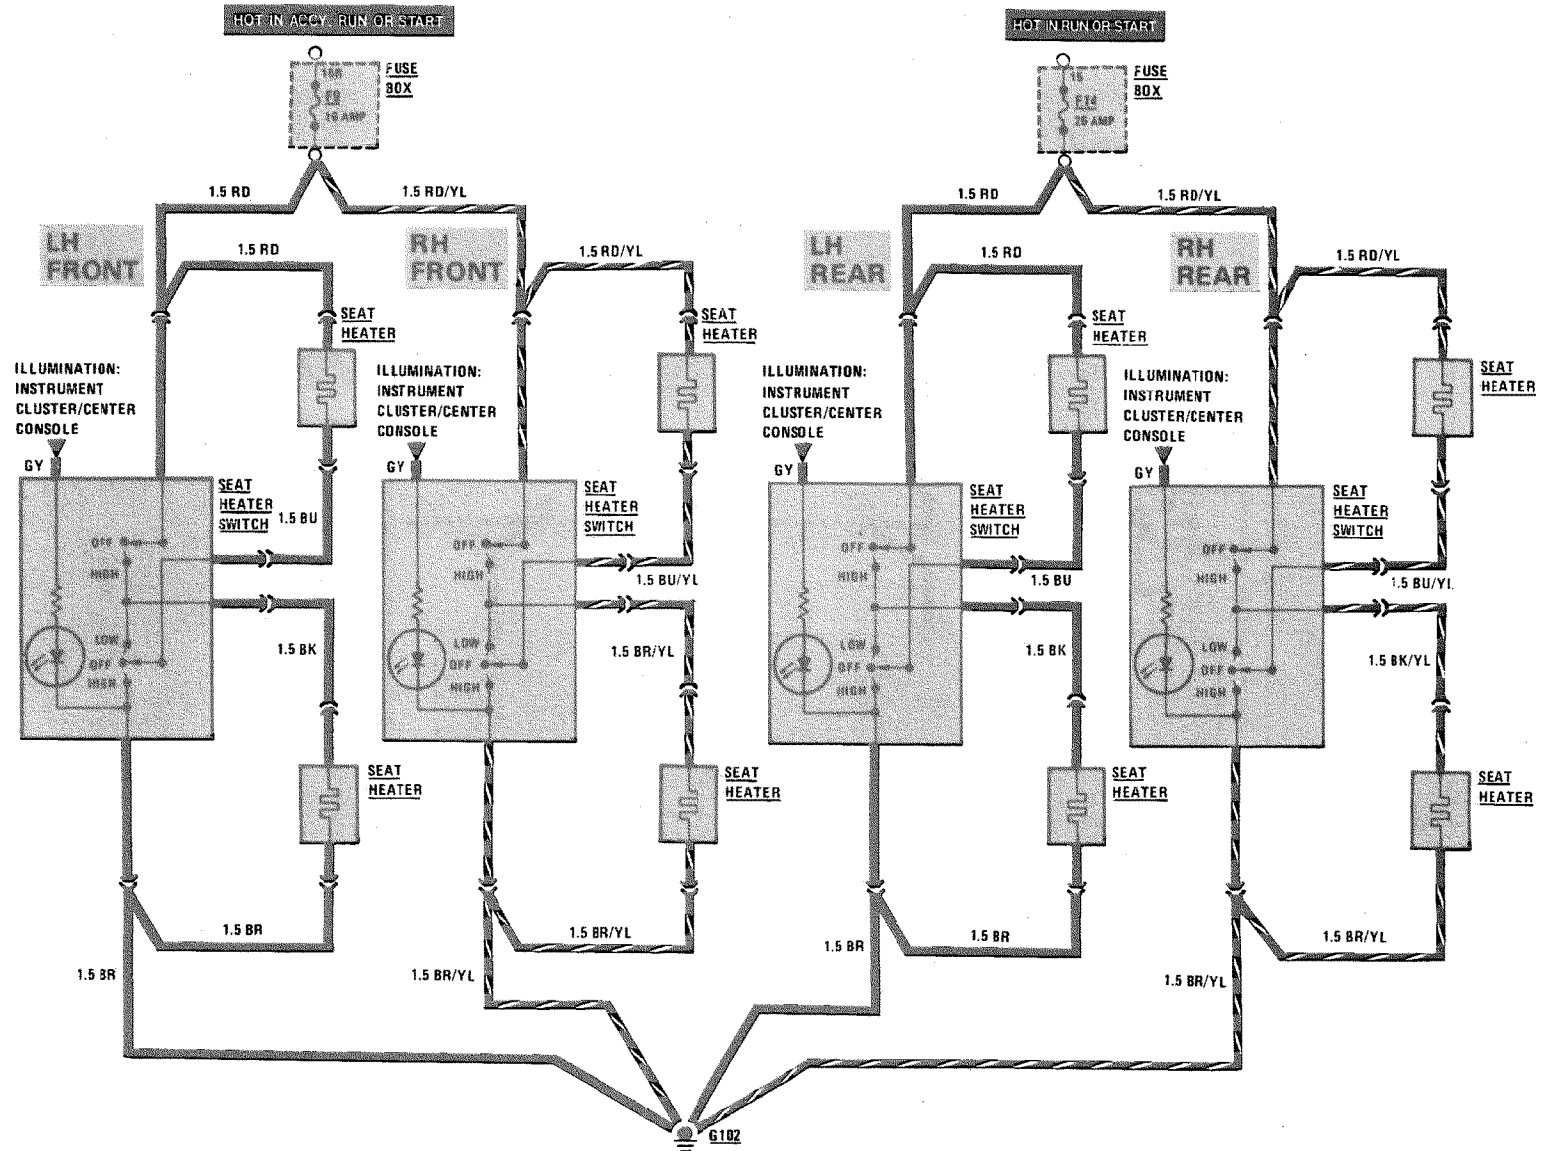 HOT IN ACCY, RUN OR START
HOT IN RUN OR START
FUSE
BOX
16A
F9
16 AMP
FUSE
BOX
15
F14
25 AMP
1.5 RD
1.5 RD/YL
1.5 RD
1.5 RD/YL
LH
FRONT
1.5 RD
RH
FRONT
1.5 RD/YL
LH
REAR
1.5 RD
RH
REAR
1.5 RD/YL
SEAT
HEATER
SEAT
HEATER
SEAT
HEATER
SEAT
HEATER
ILLUMINATION:
INSTRUMENT
CLUSTER/CENTER
CONSOLE
GY
ILLUMINATION:
INSTRUMENT
CLUSTER/CENTER
CONSOLE
GY
ILLUMINATION:
INSTRUMENT
CLUSTER/CENTER
CONSOLE
GY
ILLUMINATION:
INSTRUMENT
CLUSTER/CENTER
CONSOLE
GY
SEAT
HEATER
SWITCH
1.5 BU
SEAT
HEATER
SWITCH
1.5 BU/YL
SEAT
HEATER
SWITCH
1.5 BU
SEAT
HEATER
SWITCH
1.5 BU/YL
OFF
HIGH
LOW
OFF
HIGH
OFF
HIGH
LOW
OFF
HIGH
OFF
HIGH
LOW
OFF
HIGH
OFF
HIGH
LOW
OFF
HIGH
1.5 BK
1.5 BR/YL
1.5 BK
1.5 BK/YL
SEAT
HEATER
SEAT
HEATER
SEAT
HEATER
SEAT
HEATER
1.5 BR
1.5 BR/YL
1.5 BR
1.5 BR/YL
1.5 BR
1.5 BR/YL
1.5 BR
1.5 BR/YL
G102